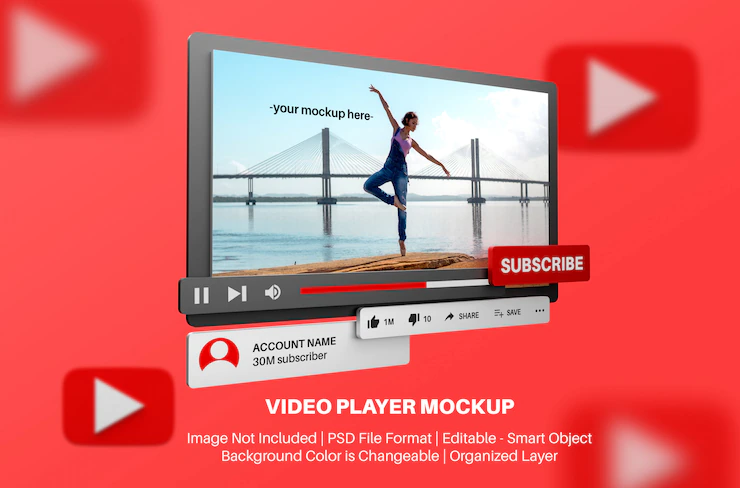 -your mockup here-
SUBSCRIBE
1M 10 SHARE SAVE
ACCOUNT NAME
30M subscriber
VIDEO PLAYER MOCKUP
Image Not Included | PSD File Format | Editable - Smart Object
Background Color is Changeable | Organized Layer